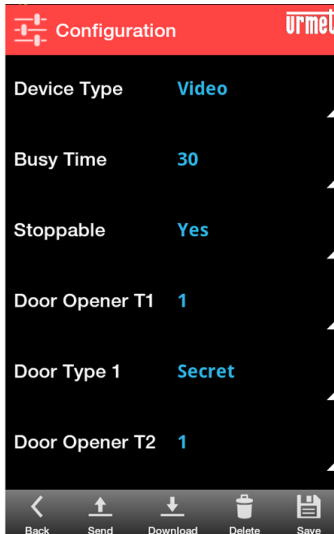 Configuration urmet
Device Type Video
Busy Time 30
Stoppable Yes
Door Opener T1 1
Door Type 1 Secret
Door Opener T2 1
Back Send Download Delete Save